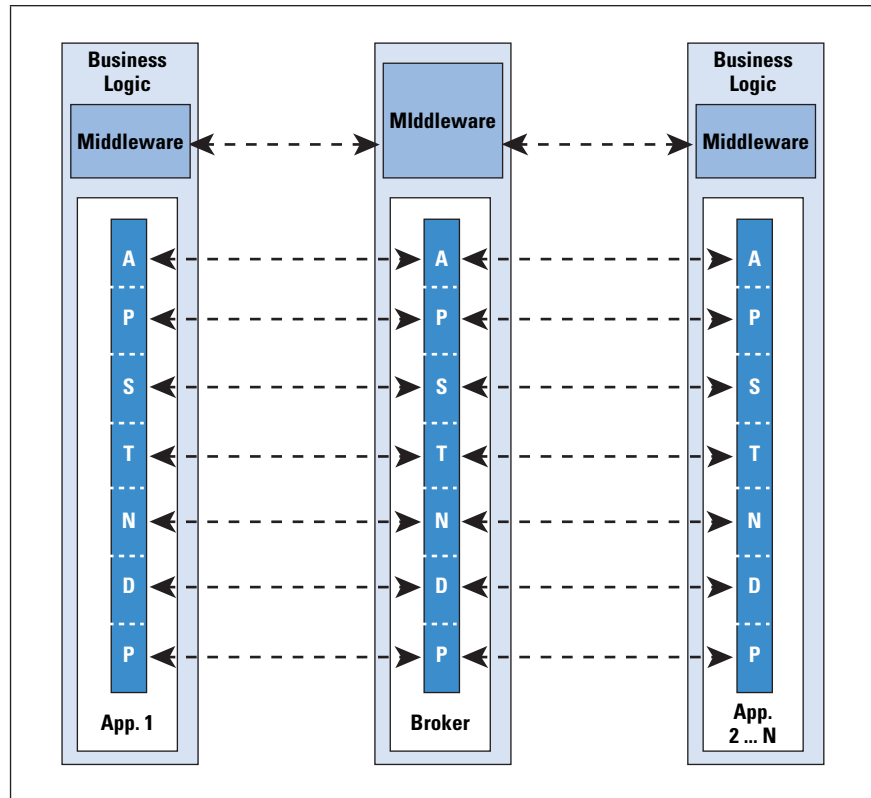 Business
Logic
Middleware
A
P
S
T
N
D
P
App. 1
MIddleware
A
P
S
T
N
D
P
Broker
Business
Logic
Middleware
A
P
S
T
N
D
P
App.
2 ... N